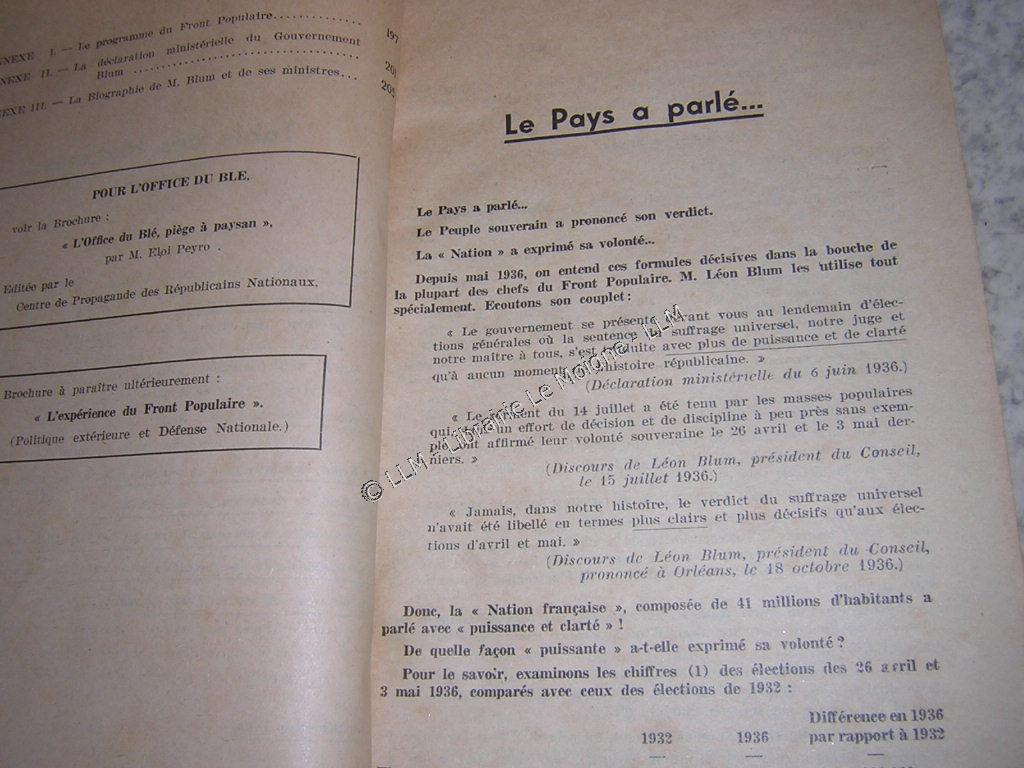 NNEXE I. — Le programme du Front Populaire............. 197
NEXE II. — La déclaration ministérielle du Gouvernement
Blum ................................
EXE III. — La Biographie de M. Blum et de ses ministres...
POUR L'OFFICE DU BLE,
voir la Brochure :
« L'Office du Blé, piège à paysan »,
par M. Eloi Peyro .
Editée par le
Centre de Propagande des Républicains Nationaux.
Brochure à paraître ultérieurement :
« L'expérience du Front Populaire ».
(Politique extérieure et Défense Nationale.)
Le Pays a parlé...
Le Pays a parlé...
Le Peuple souverain a prononcé son verdict.
La « Nation » a exprimé sa volonté...
Depuis mai 1936, on entend ces formules décisives dans la bouche de
la plupart des chefs du Front Populaire. M. Léon Blum les utilise tout
spécialement. Ecoutons son couplet :
« Le gouvernement se présente devant vous au lendemain d'élec-
tions générales où la sentence du suffrage universel, notre juge et
notre maître à tous, s'est traduite avec plus de puissance et de clarté
qu'à aucun moment de l'histoire républicaine. »
(Déclaration ministérielle du 6 juin 1936.)
« Le serment du 14 juillet a été tenu par les masses populaires
qui, par un effort de décision et de discipline à peu près sans exem-
ple ont affirmé leur volonté souveraine le 26 avril et le 3 mai der-
niers. »
(Discours de Léon Blum, président du Conseil,
le 15 juillet 1936.)
« Jamais, dans notre histoire, le verdict du suffrage universel
n'avait été libellé en termes plus clairs et plus décisifs qu'aux élec-
tions d'avril et mai. »
(Discours de Léon Blum, président du Conseil,
prononcé à Orléans, le 18 octobre 1936.)
Donc, la « Nation française », composée de 41 millions d'habitants a
parlé avec « puissance et clarté » !
De quelle façon « puissante » a-t-elle exprimé sa volonté ?
Pour le savoir, examinons les chiffres (1) des élections des 26 avril et
3 mai 1936, comparés avec ceux des élections de 1932 :
Différence en 1936
1932 1936 par rapport à 1932
© LLM - Librairie Le Moione - LLM